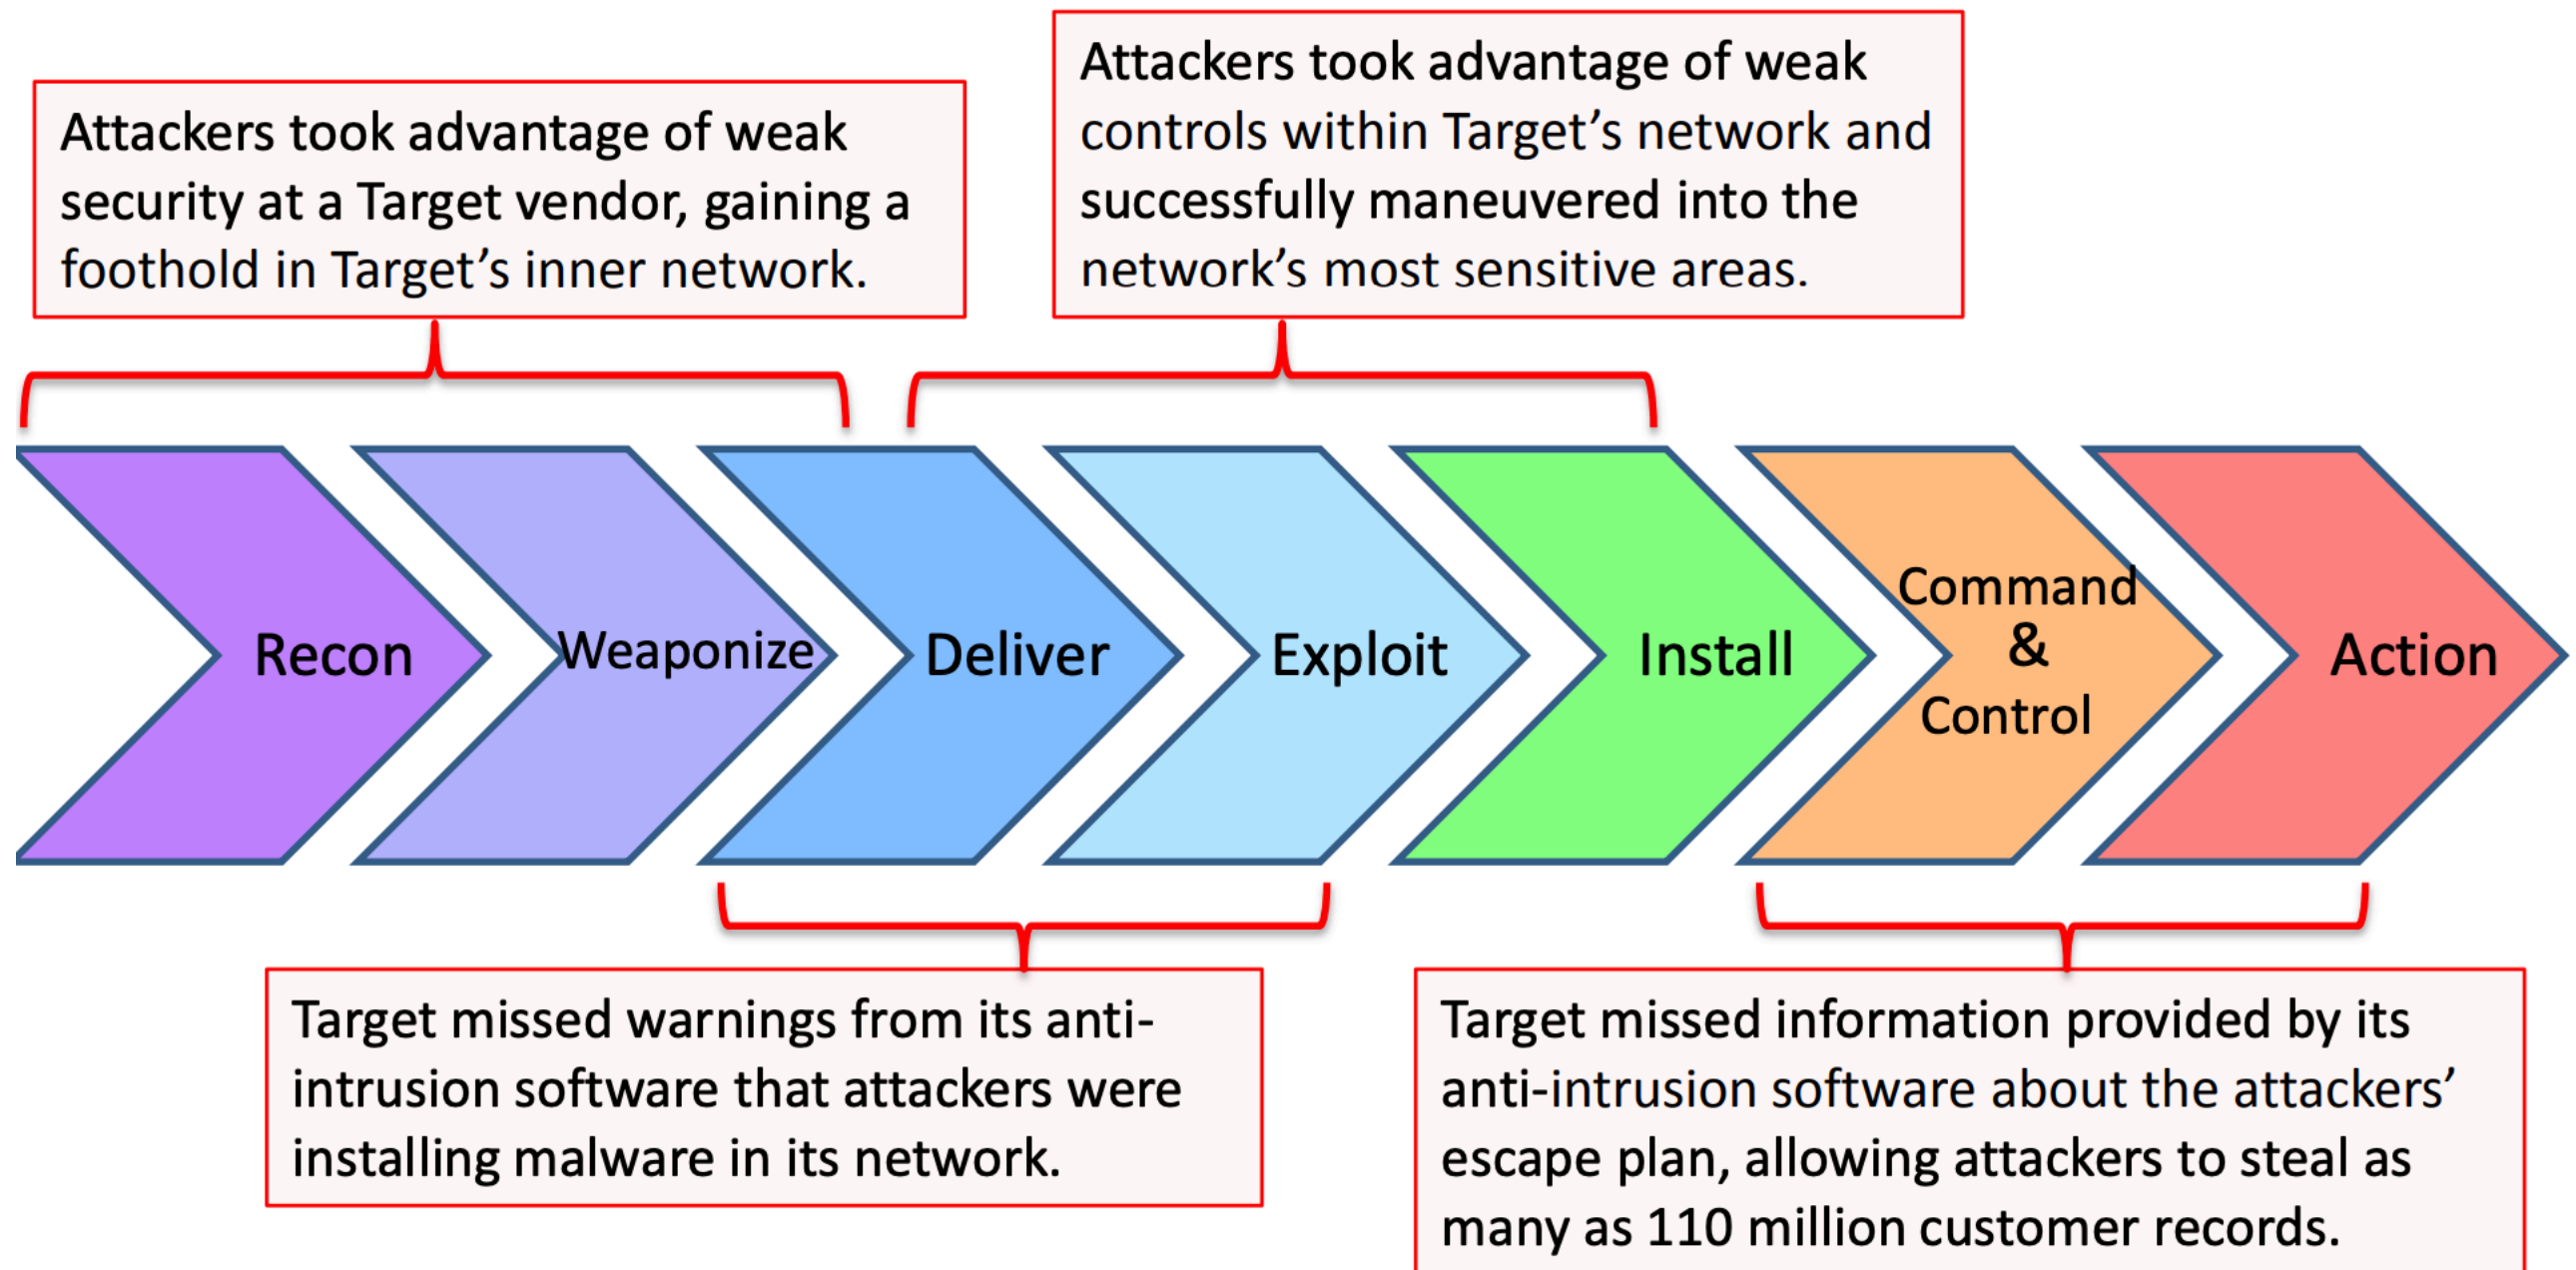 Attackers took advantage of weak
security at a Target vendor, gaining a
foothold in Target’s inner network.
Attackers took advantage of weak
controls within Target’s network and
successfully maneuvered into the
network’s most sensitive areas.
Recon
Weaponize
Deliver
Exploit
Install
Command
&
Control
Action
Target missed warnings from its anti-
intrusion software that attackers were
installing malware in its network.
Target missed information provided by its
anti-intrusion software about the attackers’
escape plan, allowing attackers to steal as
many as 110 million customer records.